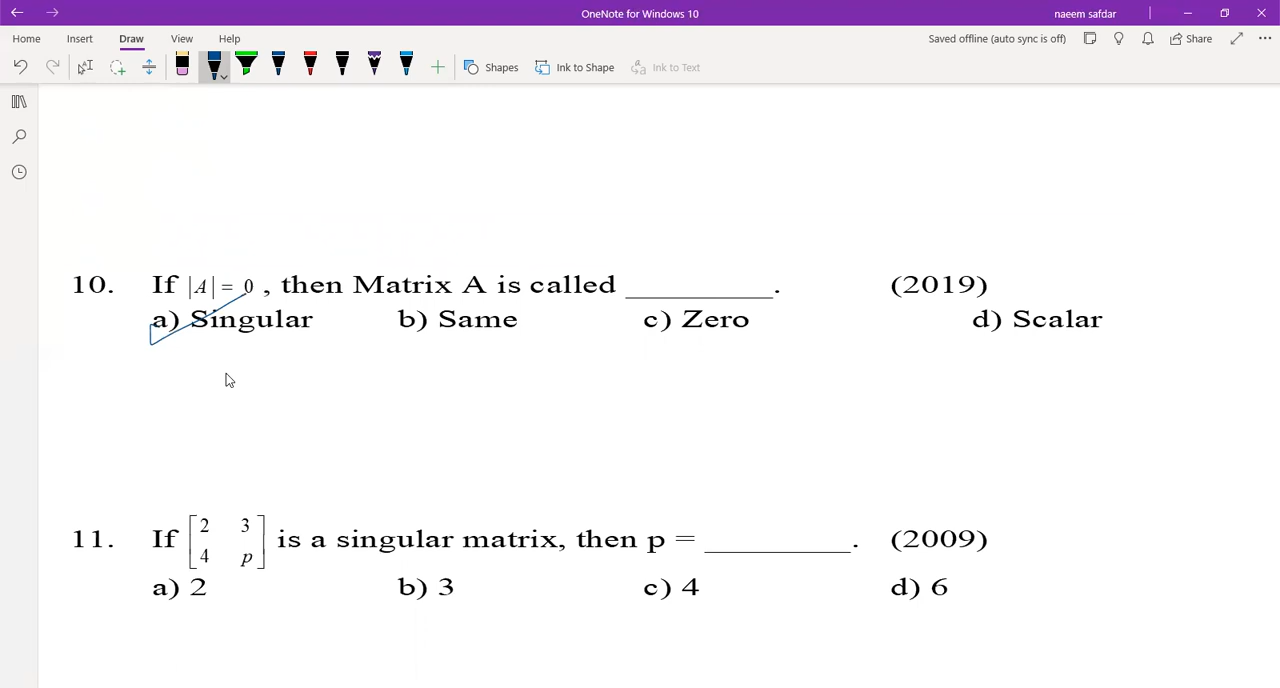 OneNote for Windows 10
naeem safdar
Home Insert Draw View Help
Saved offline (auto sync is off)
Share
Shapes
Ink to Shape
Ink to Text
10. If |A| = 0 , then Matrix A is called __________. (2019)
a) Singular b) Same c) Zero d) Scalar
11. If [2 3
4 p] is a singular matrix, then p = __________. (2009)
a) 2 b) 3 c) 4 d) 6